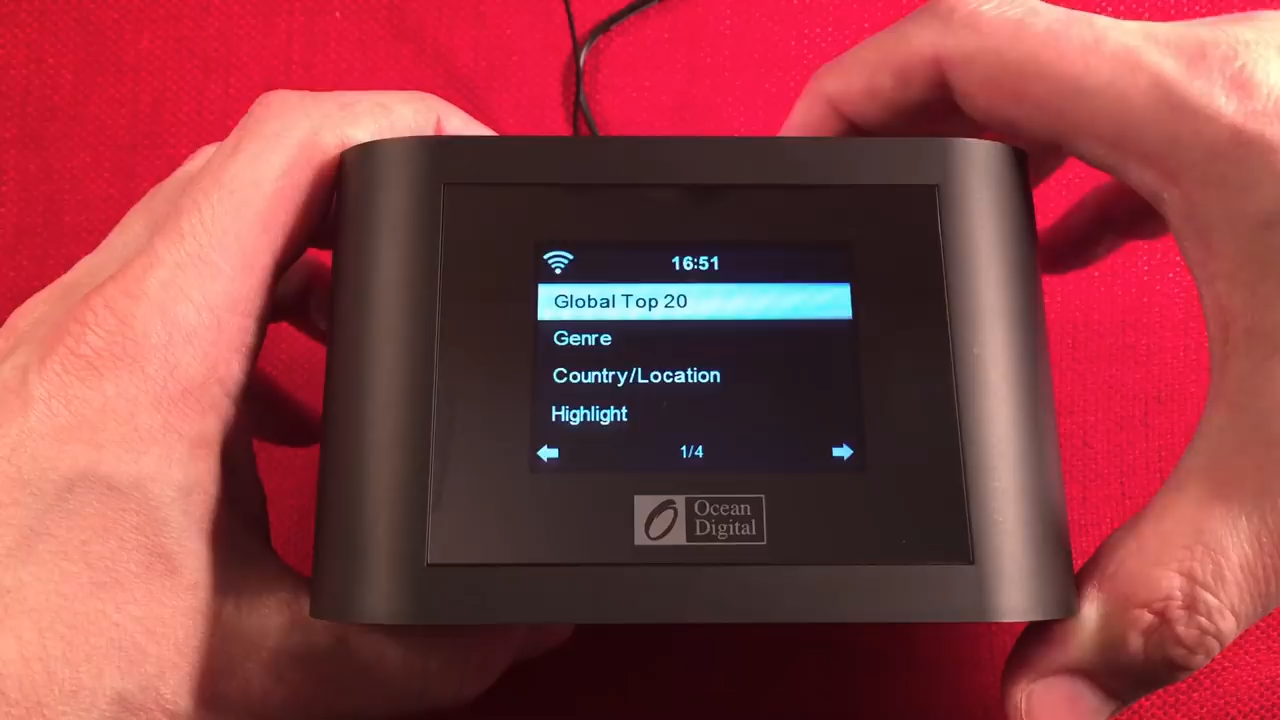 16:51
Global Top 20
Genre
Country/Location
Highlight
1/4
Ocean
Digital